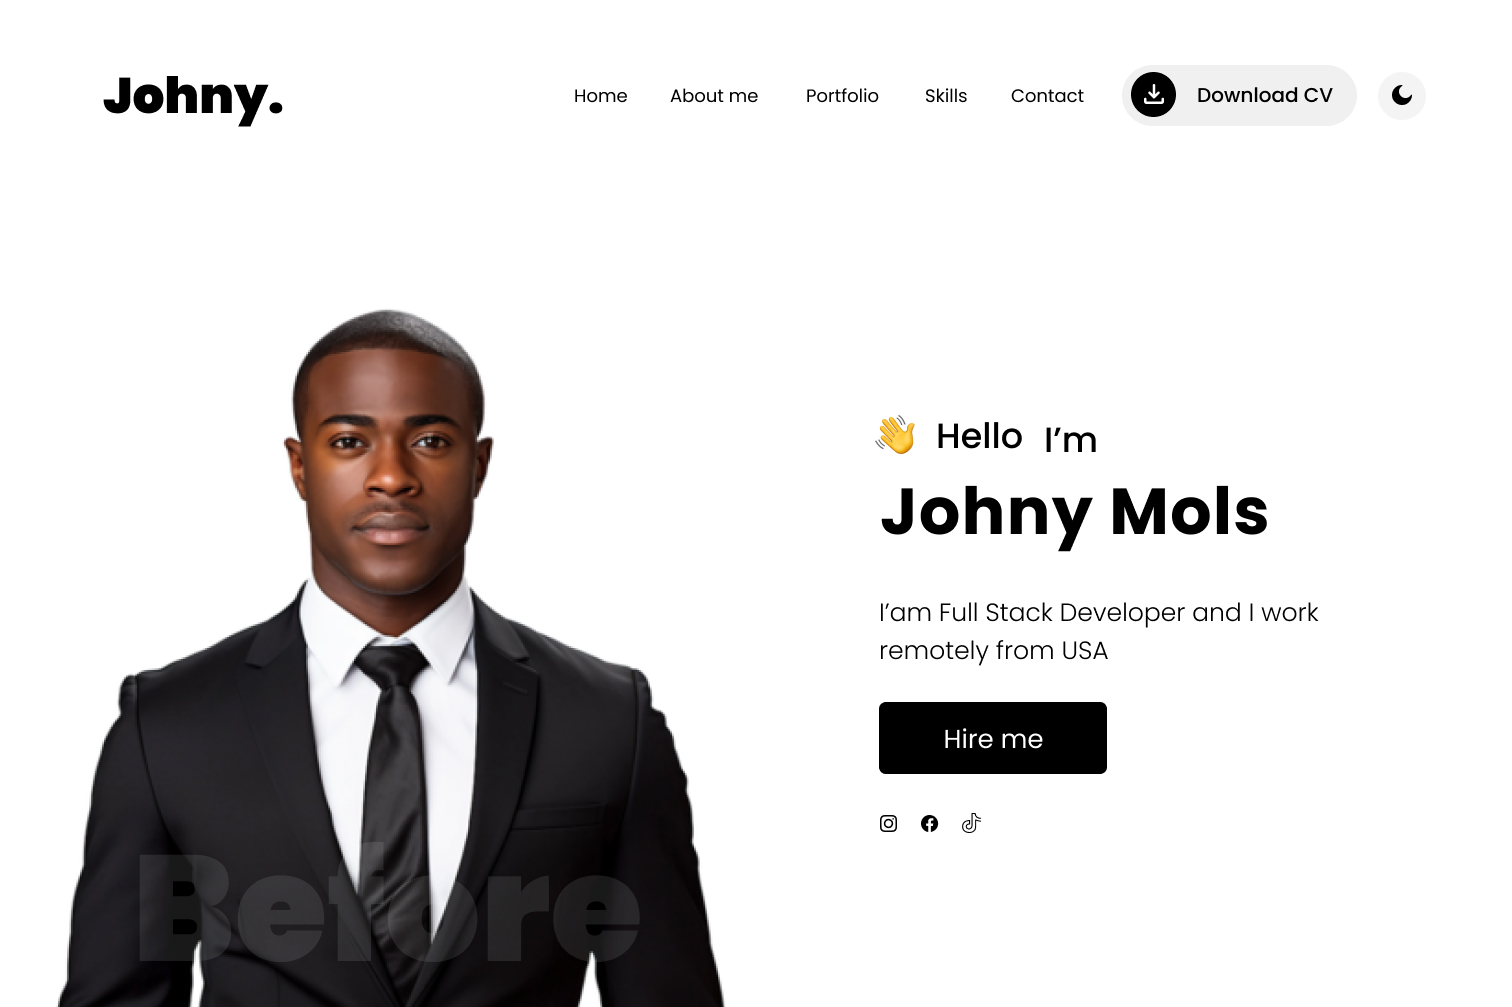 Johny.
Home About me Portfolio Skills Contact Download CV
👋 Hello I’m
Johny Mols
I’am Full Stack Developer and I work
remotely from USA
Hire me
Before